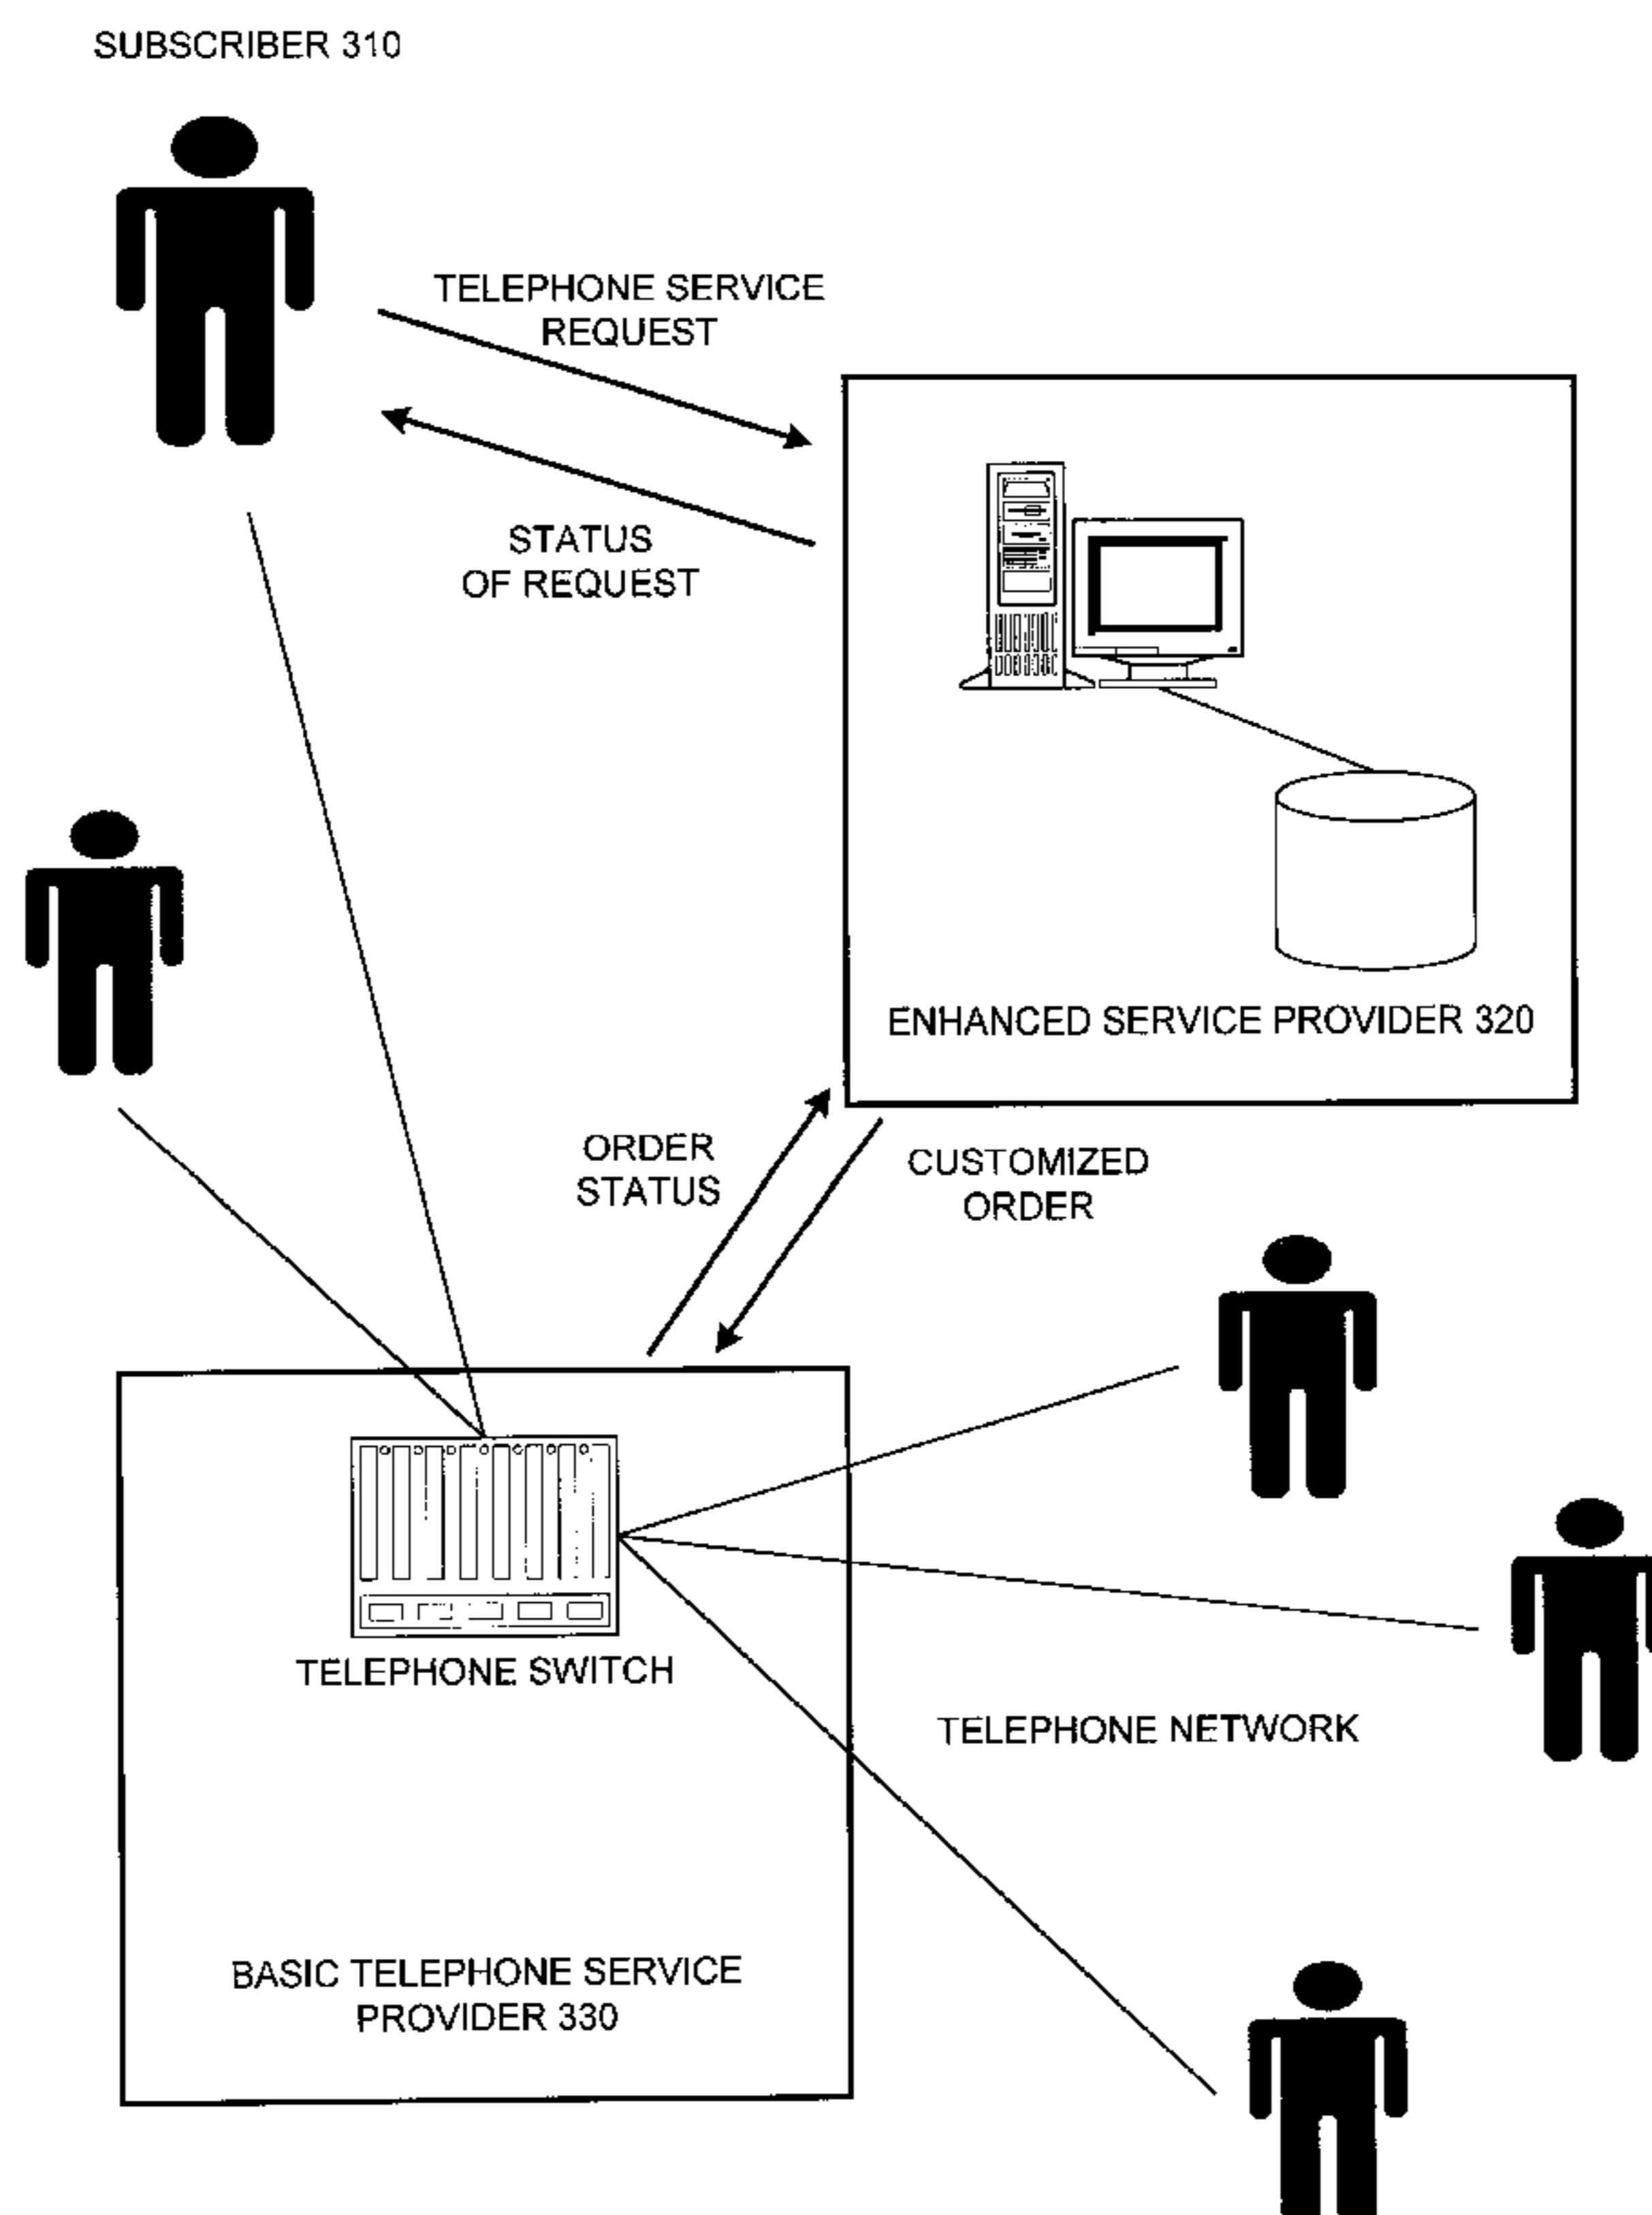 SUBSCRIBER 310
TELEPHONE SERVICE
REQUEST
STATUS
OF REQUEST
ENHANCED SERVICE PROVIDER 320
ORDER
STATUS
CUSTOMIZED
ORDER
TELEPHONE SWITCH
TELEPHONE NETWORK
BASIC TELEPHONE SERVICE
PROVIDER 330